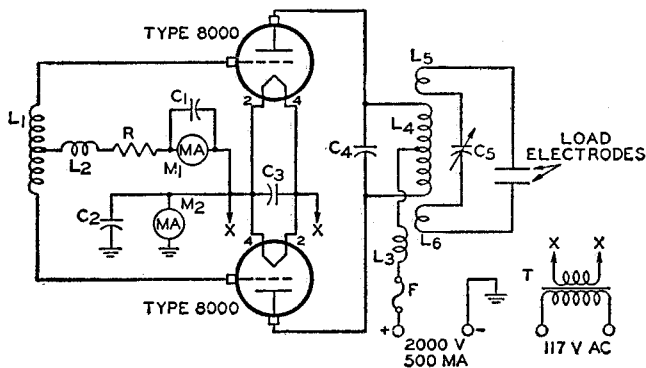 TYPE 8000
2 4
L1
L2
R
C1
MA
M1
C3
C4
L5
L4
C5
LOAD
ELECTRODES
M2
C2
MA
X
X
4 2
L6
L3
TYPE 8000
F
+
-
2000 V
500 MA
X X
T
117 V AC